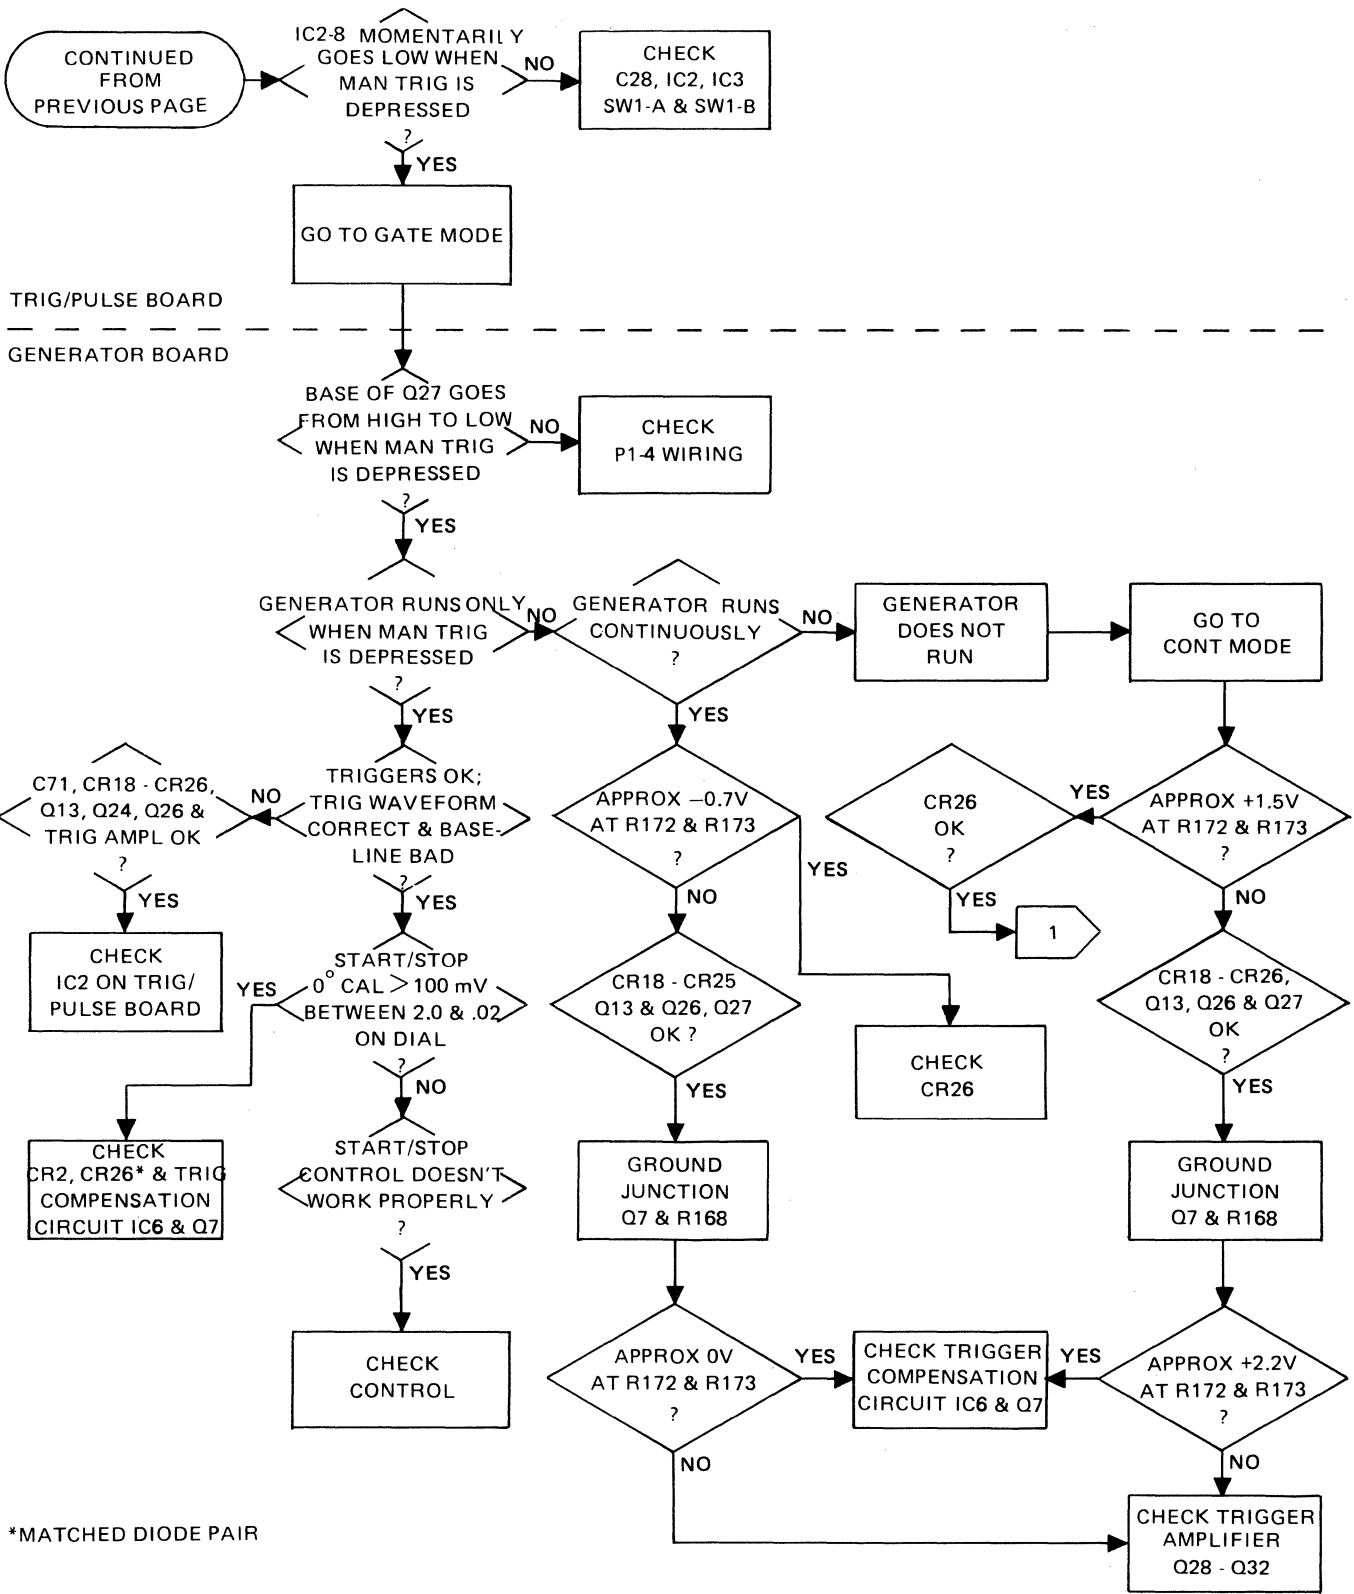 CONTINUED
FROM
PREVIOUS PAGE
IC2-8 MOMENTARILY
GOES LOW WHEN
MAN TRIG IS
DEPRESSED
?
NO
CHECK
C28, IC2, IC3
SW1-A & SW1-B
YES
GO TO GATE MODE
TRIG/PULSE BOARD
GENERATOR BOARD
BASE OF Q27 GOES
FROM HIGH TO LOW
WHEN MAN TRIG
IS DEPRESSED
?
NO
CHECK
P1-4 WIRING
YES
GENERATOR RUNS ONLY
WHEN MAN TRIG
IS DEPRESSED
?
NO
GENERATOR RUNS
CONTINUOUSLY
?
NO
GENERATOR
DOES NOT
RUN
GO TO
CONT MODE
YES
YES
C71, CR18 - CR26,
Q13, Q24, Q26 &
TRIG AMPL OK
?
NO
TRIGGERS OK;
TRIG WAVEFORM
CORRECT & BASE-
LINE BAD
?
APPROX −0.7V
AT R172 & R173
?
YES
CR26
OK
?
YES
APPROX +1.5V
AT R172 & R173
?
YES
YES
NO
YES
NO
1
CHECK
IC2 ON TRIG/
PULSE BOARD
YES
START/STOP
0° CAL > 100 mV
BETWEEN 2.0 & .02
ON DIAL
?
CR18 - CR25
Q13 & Q26, Q27
OK ?
CR18 - CR26,
Q13, Q26 & Q27
OK
?
CHECK
CR26
NO
YES
YES
CHECK
CR2, CR26* & TRIG
COMPENSATION
CIRCUIT IC6 & Q7
START/STOP
CONTROL DOESN'T
WORK PROPERLY
?
GROUND
JUNCTION
Q7 & R168
GROUND
JUNCTION
Q7 & R168
YES
CHECK
CONTROL
APPROX 0V
AT R172 & R173
?
YES
CHECK TRIGGER
COMPENSATION
CIRCUIT IC6 & Q7
YES
APPROX +2.2V
AT R172 & R173
?
NO
NO
*MATCHED DIODE PAIR
CHECK TRIGGER
AMPLIFIER
Q28 - Q32